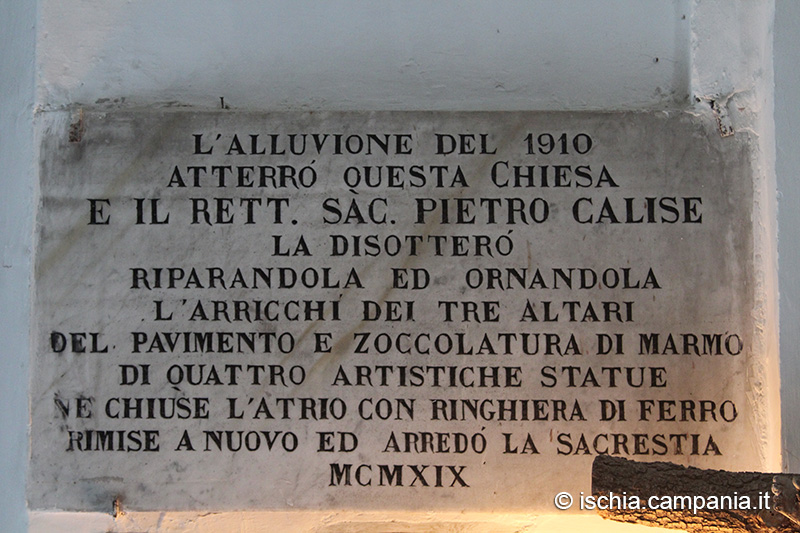 L'ALLUVIONE DEL 1910
ATTERRÓ QUESTA CHIESA
E IL RETT. SAC. PIETRO CALISE
LA DISOTTERÓ
RIPARANDOLA ED ORNANDOLA
L'ARRICCHÍ DEI TRE ALTARI
DEL PAVIMENTO E ZOCCOLATURA DI MARMO
DI QUATTRO ARTISTICHE STATUE
NE CHIUSE L'ATRIO CON RINGHIERA DI FERRO
RIMISE A NUOVO ED ARREDÓ LA SACRESTIA
MCMXIX
© ischia.campania.it